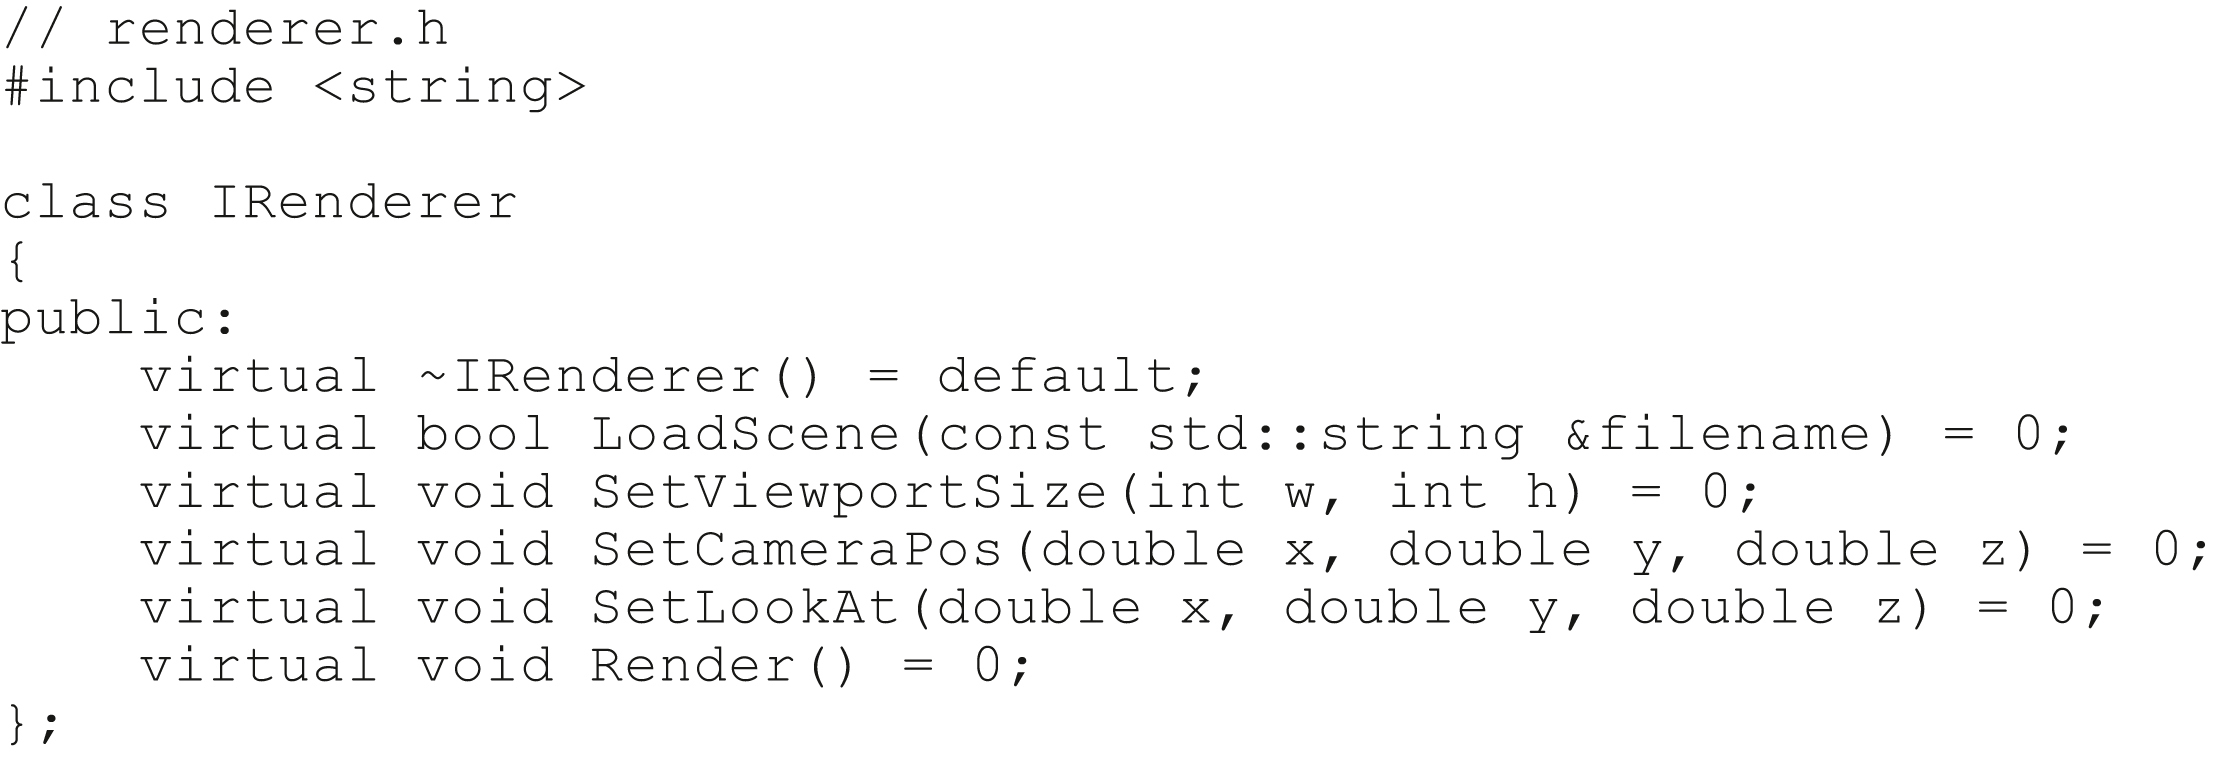 // renderer.h
#include <string>

class IRenderer
{
public:
    virtual ~IRenderer() = default;
    virtual bool LoadScene(const std::string &filename) = 0;
    virtual void SetViewportSize(int w, int h) = 0;
    virtual void SetCameraPos(double x, double y, double z) = 0;
    virtual void SetLookAt(double x, double y, double z) = 0;
    virtual void Render() = 0;
};